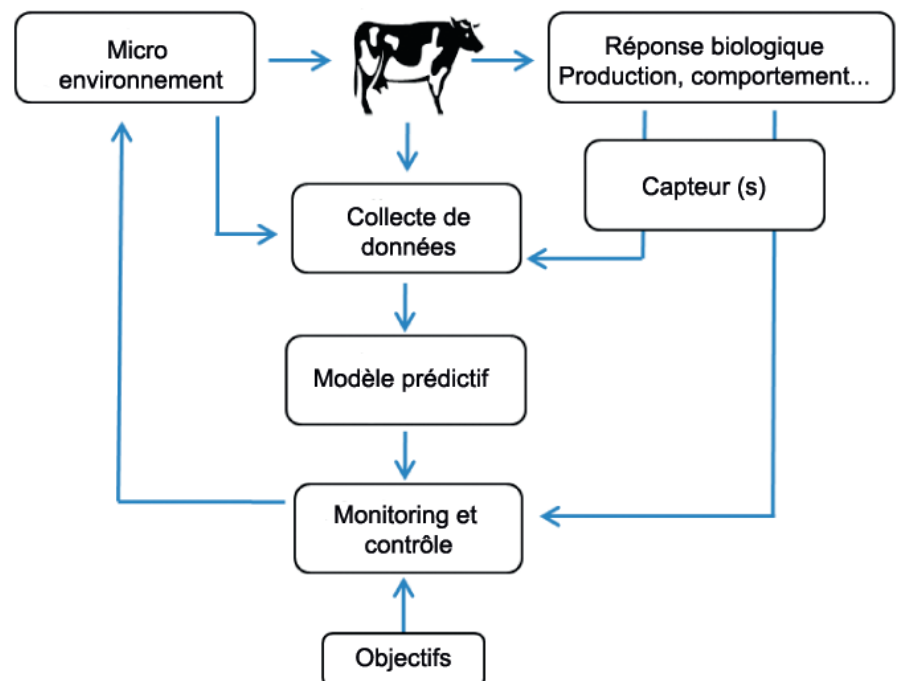 Micro
environnement
Réponse biologique
Production, comportement...
Capteur (s)
Collecte de
données
Modèle prédictif
Monitoring et
contrôle
Objectifs